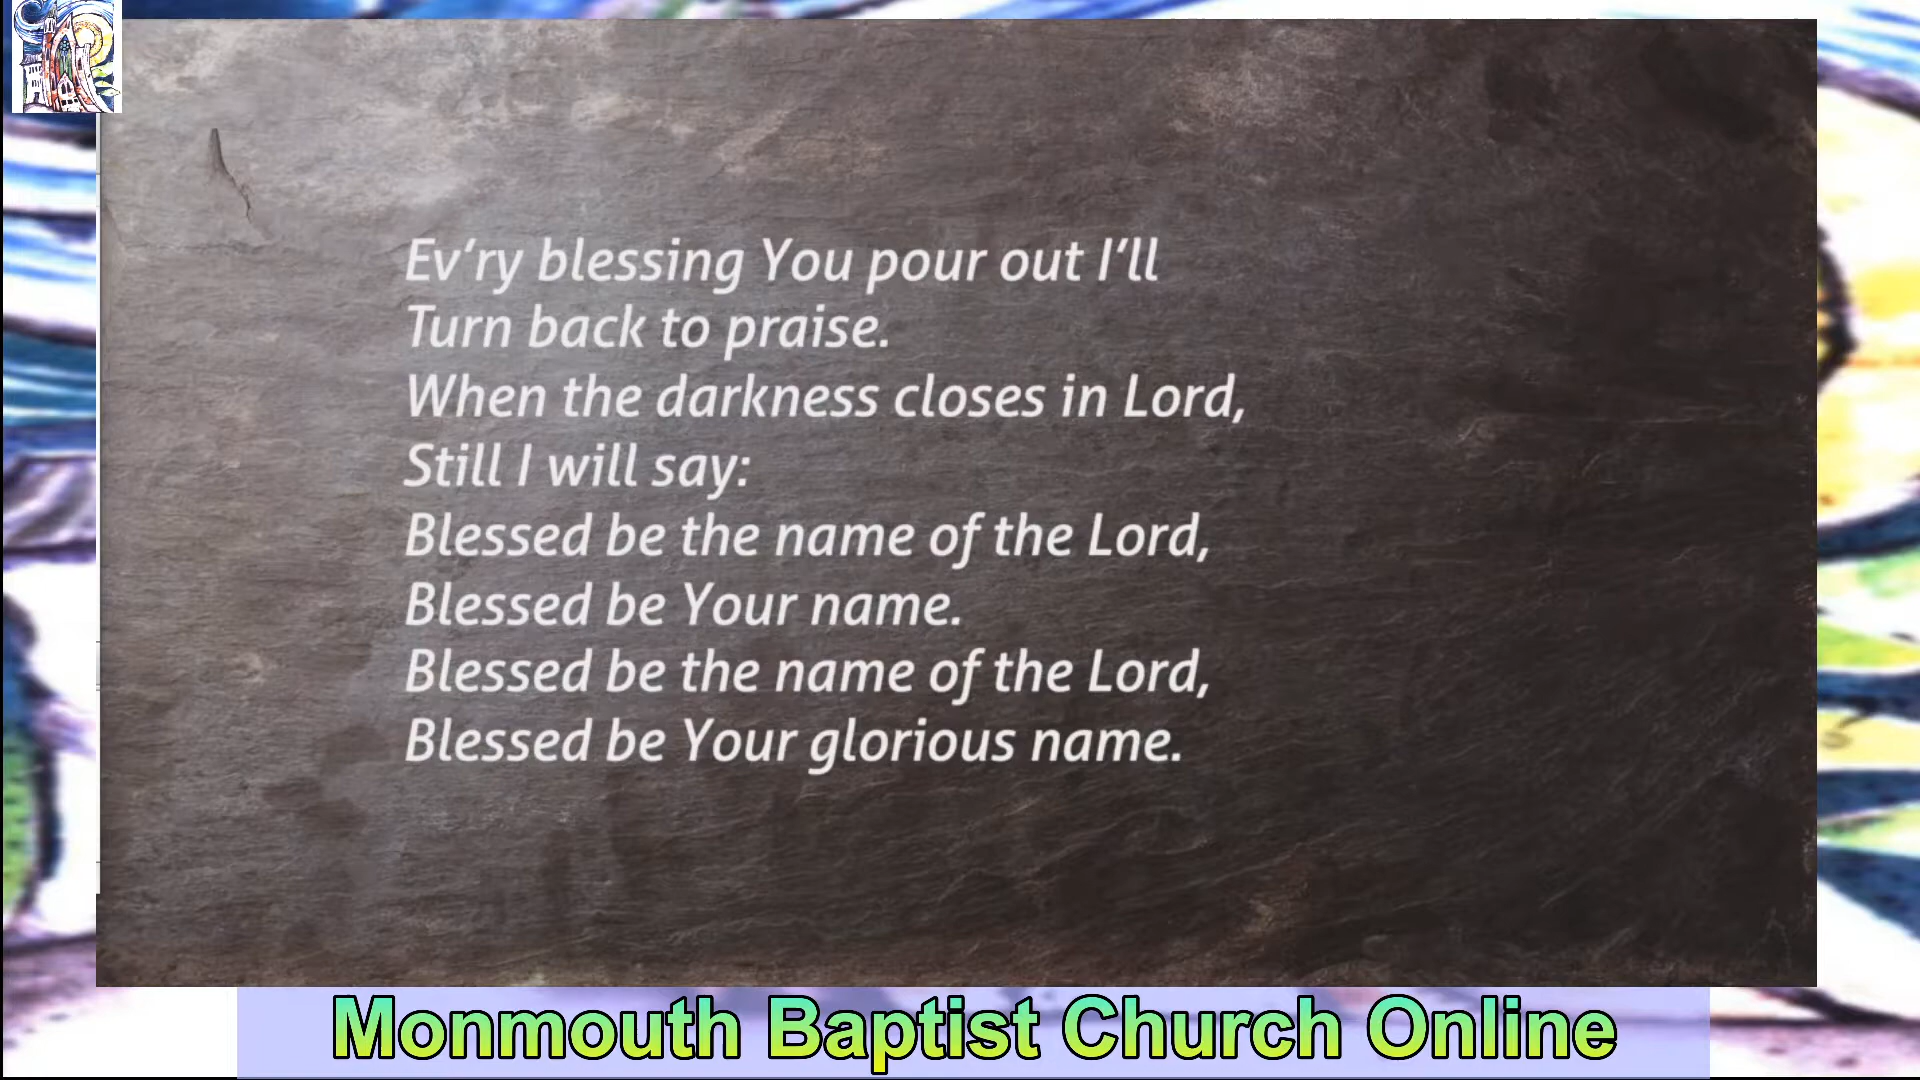 Ev’ry blessing You pour out I’ll
Turn back to praise.
When the darkness closes in Lord,
Still I will say:
Blessed be the name of the Lord,
Blessed be Your name.
Blessed be the name of the Lord,
Blessed be Your glorious name.
Monmouth Baptist Church Online